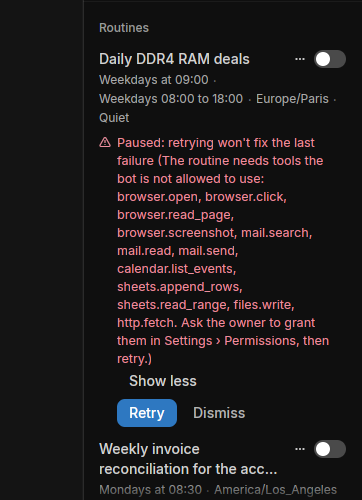 Routines
Daily DDR4 RAM deals ···
Weekdays at 09:00 ·
Weekdays 08:00 to 18:00 · Europe/Paris ·
Quiet
Paused: retrying won't fix the last
failure (The routine needs tools the
bot is not allowed to use:
browser.open, browser.click,
browser.read_page,
browser.screenshot, mail.search,
mail.read, mail.send,
calendar.list_events,
sheets.append_rows,
sheets.read_range, files.write,
http.fetch. Ask the owner to grant
them in Settings › Permissions, then
retry.)
Show less
Retry Dismiss
Weekly invoice ···
reconciliation for the acc...
Mondays at 08:30 · America/Los_Angeles